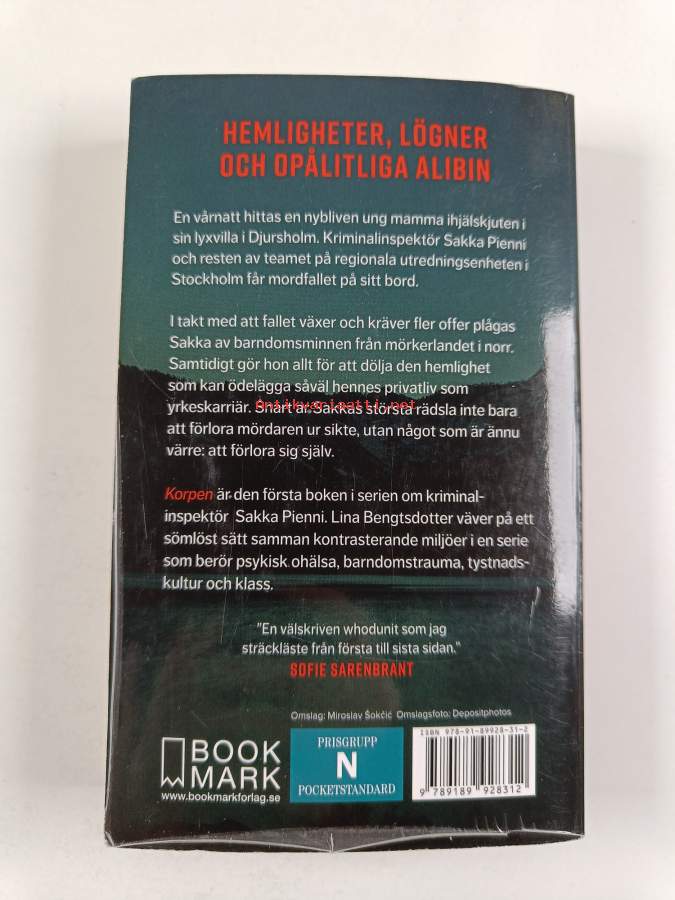 HEMLIGHETER, LÖGNER
OCH OPÅLITLIGA ALIBIN
En vårnatt hittas en nybliven ung mamma ihjälskjuten i
sin lyxvilla i Djursholm. Kriminalinspektör Sakka Pienni
och resten av teamet på regionala utredningsenheten i
Stockholm får mordfallet på sitt bord.
I takt med att fallet växer och kräver fler offer plågas
Sakka av barndomsminnen från mörkerlandet i norr.
Samtidigt gör hon allt för att dölja den hemlighet
som kan ödelägga såväl hennes privatliv som
yrkeskarriär. Snart är Sakkas största rädsla inte bara
antikvariaatti.net
att förlora mördaren ur sikte, utan något som är ännu
värre: att förlora sig själv.
Korpen är den första boken i serien om kriminal-
inspektör Sakka Pienni. Lina Bengtsdotter väver på ett
sömlöst sätt samman kontrasterande miljöer i en serie
som berör psykisk ohälsa, barndomstrauma, tystnads-
kultur och klass.
"En välskriven whodunit som jag
sträckläste från första till sista sidan."
SOFIE SARENBRANT
Omslag: Miroslav Šokčić Omslagsfoto: Depositphotos
BOOK
MARK
www.bookmarkforlag.se
PRISGRUPP
N
POCKETSTANDARD
ISBN 978-91-89928-31-2
9 789189 928312